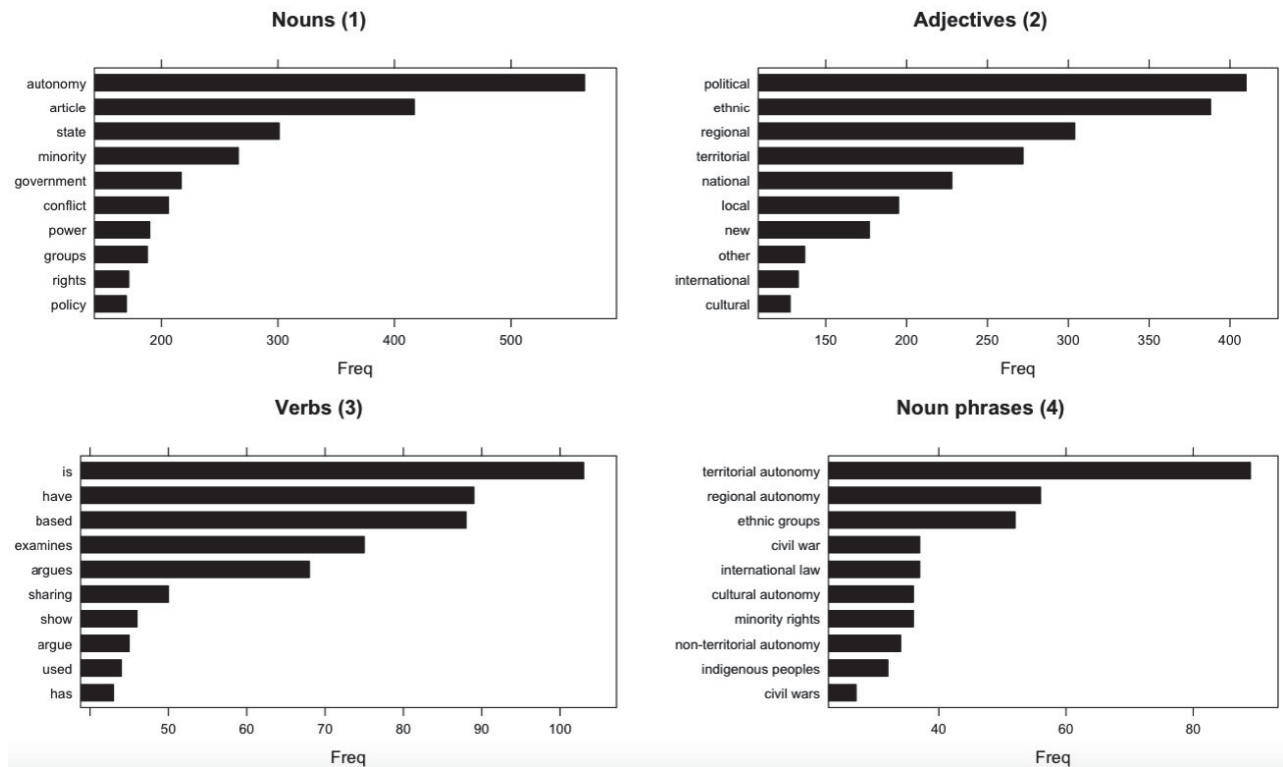 Nouns (1)
autonomy
article
state
minority
government
conflict
power
groups
rights
policy
200 300 400 500
Freq
Adjectives (2)
political
ethnic
regional
territorial
national
local
new
other
international
cultural
150 200 250 300 350 400
Freq
Verbs (3)
is
have
based
examines
argues
sharing
show
argue
used
has
50 60 70 80 90 100
Freq
Noun phrases (4)
territorial autonomy
regional autonomy
ethnic groups
civil war
international law
cultural autonomy
minority rights
non-territorial autonomy
indigenous peoples
civil wars
40 60 80
Freq